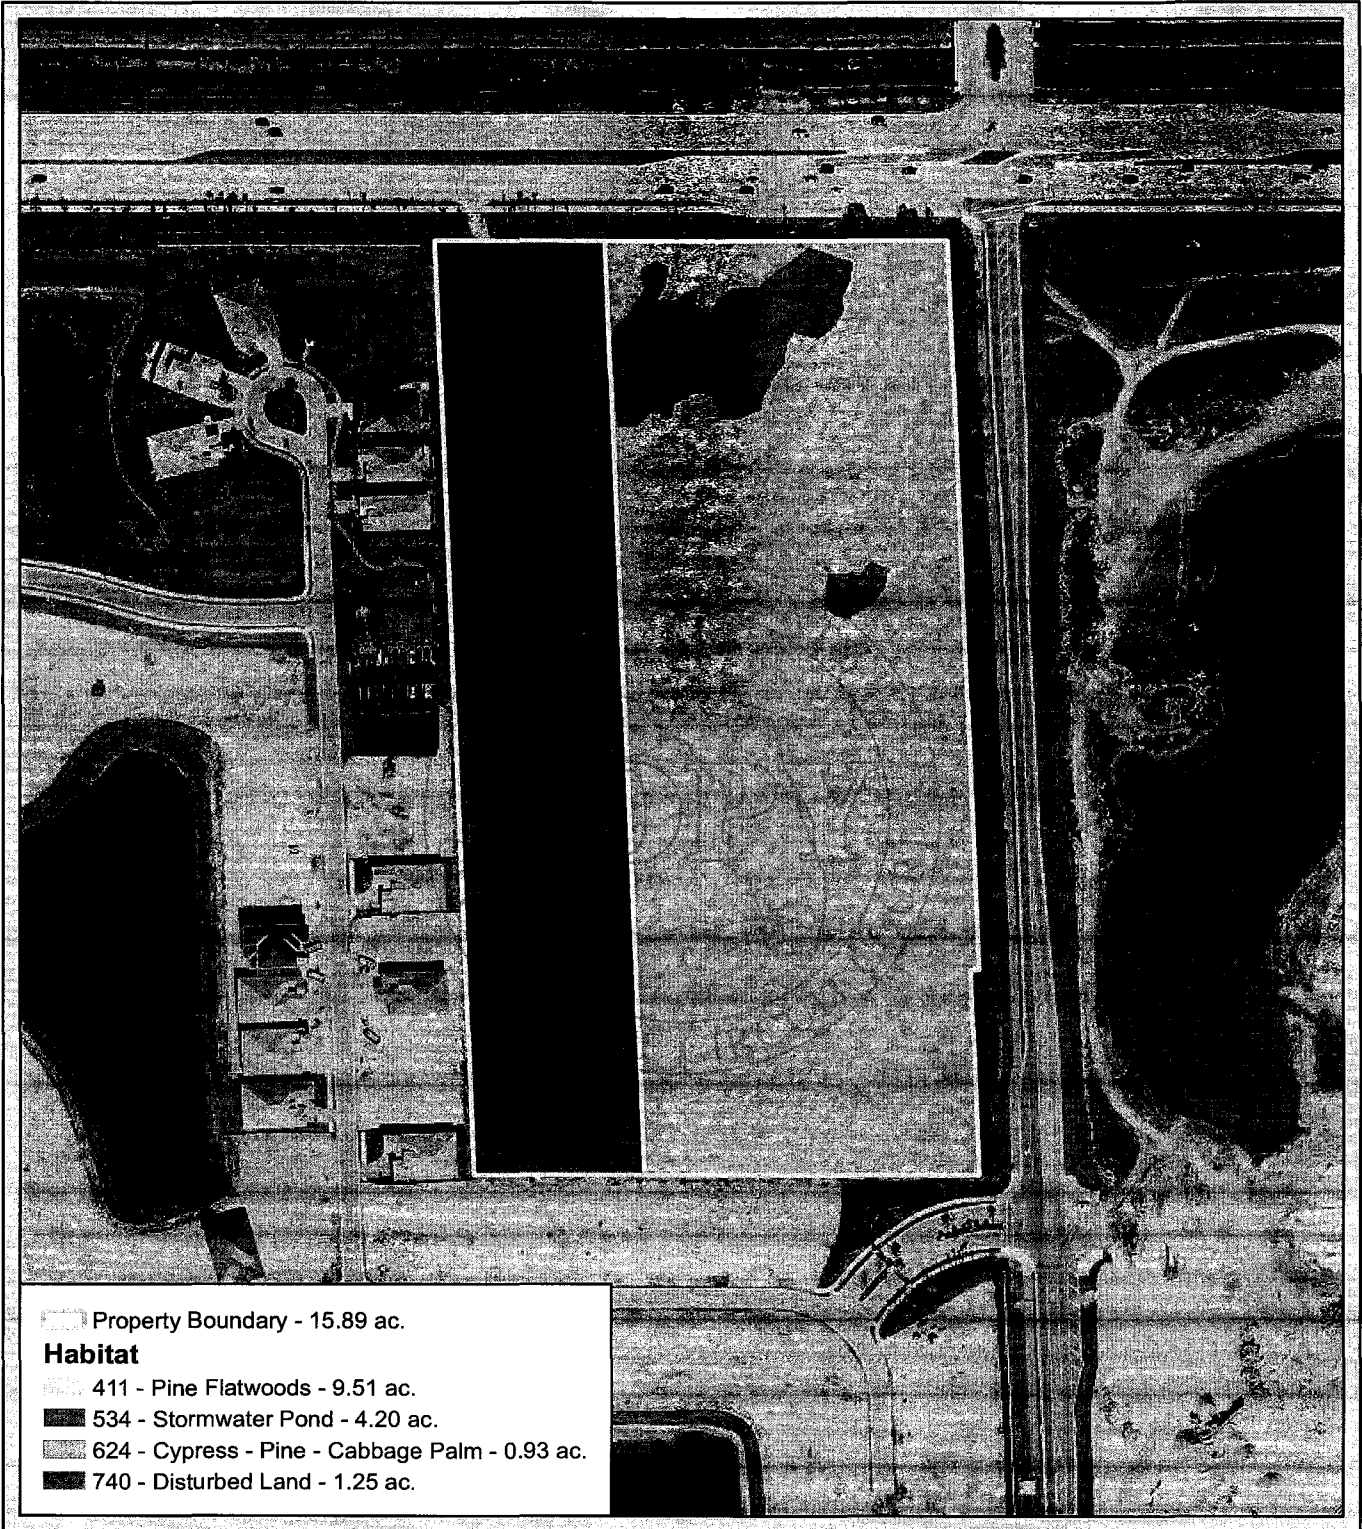 Property Boundary - 15.89 ac.
Habitat
411 - Pine Flatwoods - 9.51 ac.
534 - Stormwater Pond - 4.20 ac.
624 - Cypress - Pine - Cabbage Palm - 0.93 ac.
740 - Disturbed Land - 1.25 ac.